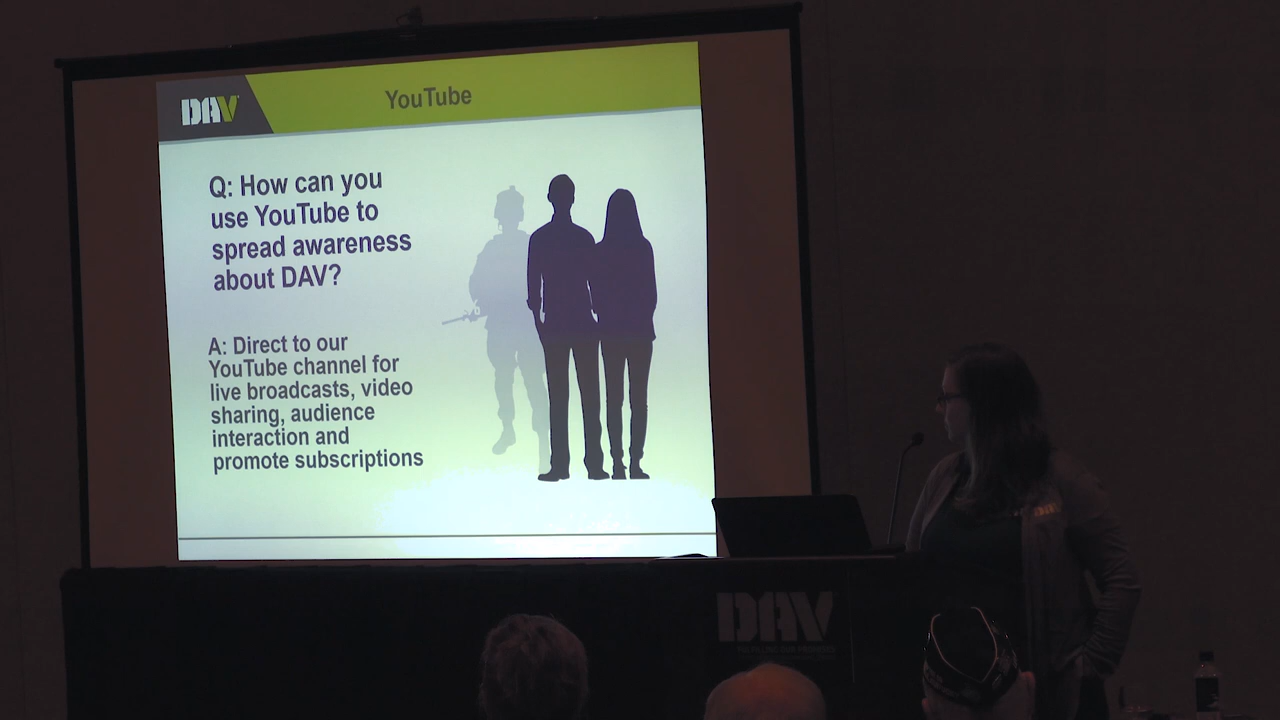 DAV
YouTube
Q: How can you
use YouTube to
spread awareness
about DAV?
A: Direct to our
YouTube channel for
live broadcasts, video
sharing, audience
interaction and
promote subscriptions
DAV